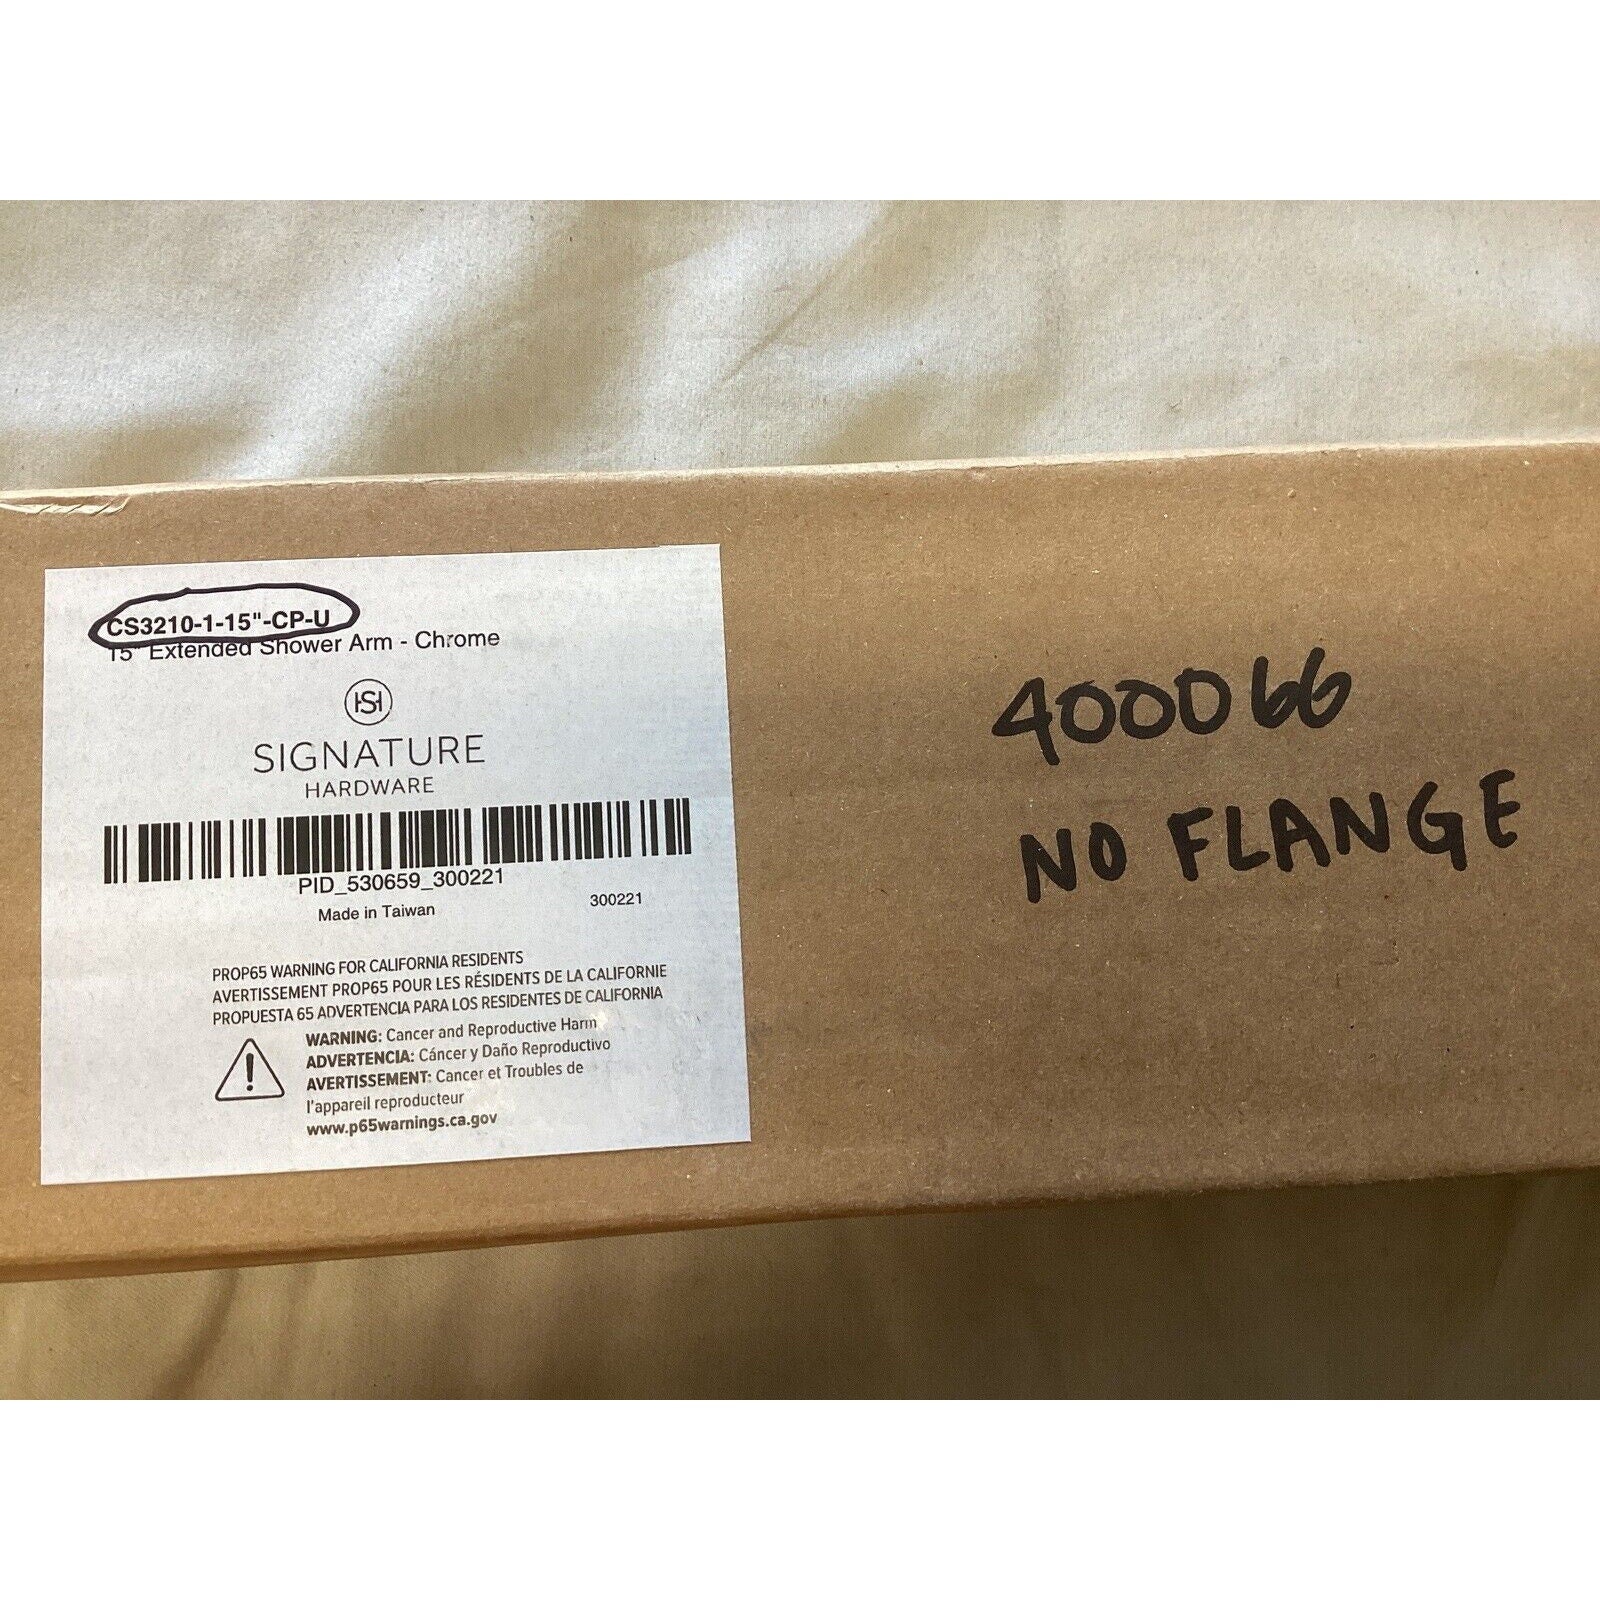 CS3210-1-15"-CP-U
15" Extended Shower Arm - Chrome
HSH
SIGNATURE
HARDWARE
PID_530659_300221
Made in Taiwan
300221
PROP65 WARNING FOR CALIFORNIA RESIDENTS
AVERTISSEMENT PROP65 POUR LES RÉSIDENTS DE LA CALIFORNIE
PROPUESTA 65 ADVERTENCIA PARA LOS RESIDENTES DE CALIFORNIA
WARNING: Cancer and Reproductive Harm
ADVERTENCIA: Cáncer y Daño Reproductivo
AVERTISSEMENT: Cancer et Troubles de
l'appareil reproducteur
www.p65warnings.ca.gov
400066
NO FLANGE